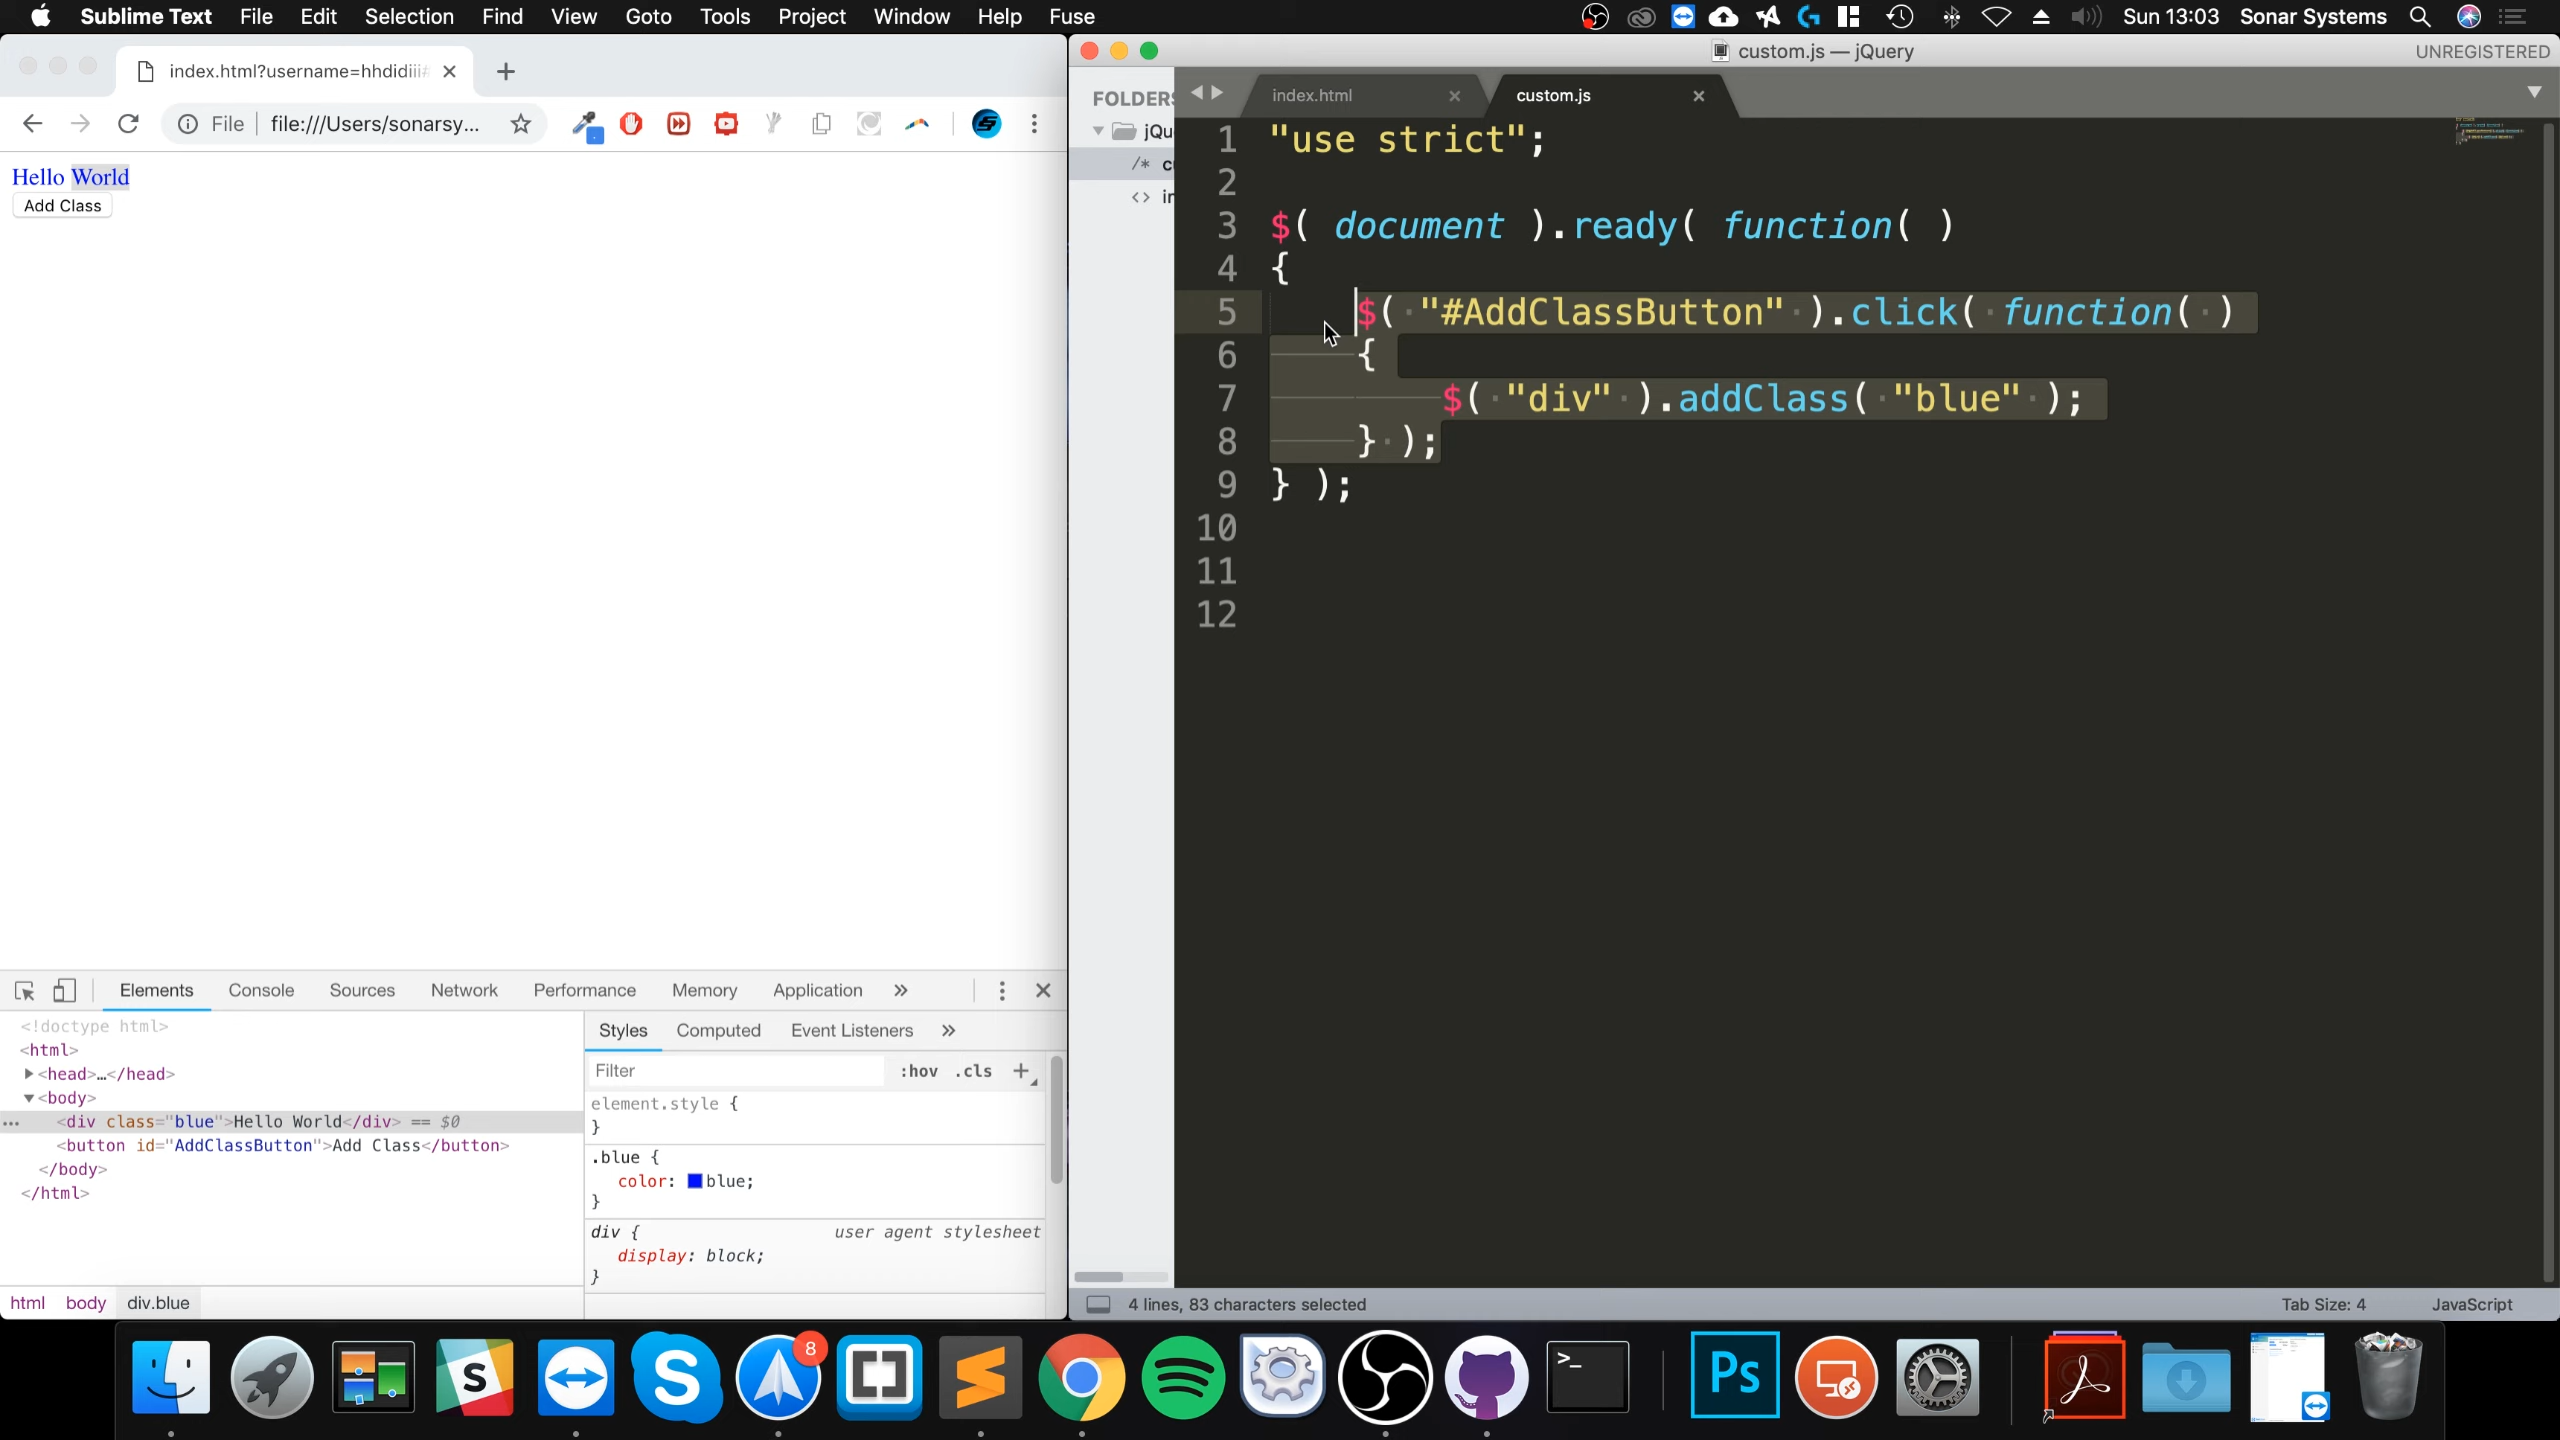 Sublime Text File Edit Selection Find View Goto Tools Project Window Help Fuse Sun 13:03 Sonar Systems
index.html?username=hhdidiii#
File file:///Users/sonarsy...
Hello World
Add Class
Elements Console Sources Network Performance Memory Application »
<!doctype html>
<html>
<head>…</head>
<body>
<div class="blue">Hello World</div> == $0
<button id="AddClassButton">Add Class</button>
</body>
</html>
html body div.blue
Styles Computed Event Listeners »
Filter :hov .cls +
element.style {
}
.blue {
color: blue;
}
div { user agent stylesheet
display: block;
}
custom.js — jQuery UNREGISTERED
FOLDERS
jQu
/* c
<> in
index.html custom.js
1 "use strict";
2
3 $( document ).ready( function( )
4 {
5 $( "#AddClassButton" ).click( function( )
6 {
7 $( "div" ).addClass( "blue" );
8 } );
9 } );
10
11
12
4 lines, 83 characters selected Tab Size: 4 JavaScript
S
S
8
>_
Ps